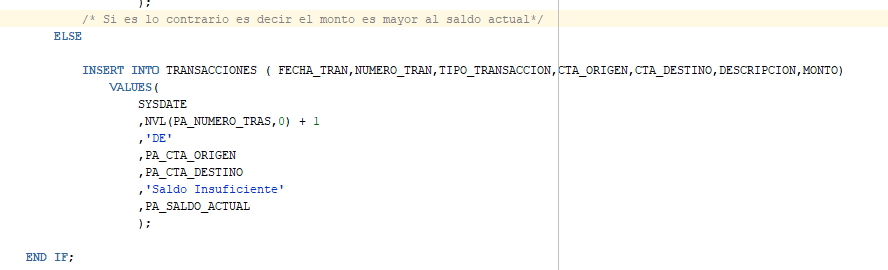 );
/* Si es lo contrario es decir el monto es mayor al saldo actual*/
ELSE
INSERT INTO TRANSACCIONES ( FECHA_TRAN,NUMERO_TRAN,TIPO_TRANSACCION,CTA_ORIGEN,CTA_DESTINO,DESCRIPCION,MONTO)
VALUES(
SYSDATE
,NVL(PA_NUMERO_TRAS,0) + 1
,'DE'
,PA_CTA_ORIGEN
,PA_CTA_DESTINO
,'Saldo Insuficiente'
,PA_SALDO_ACTUAL
);
END IF;